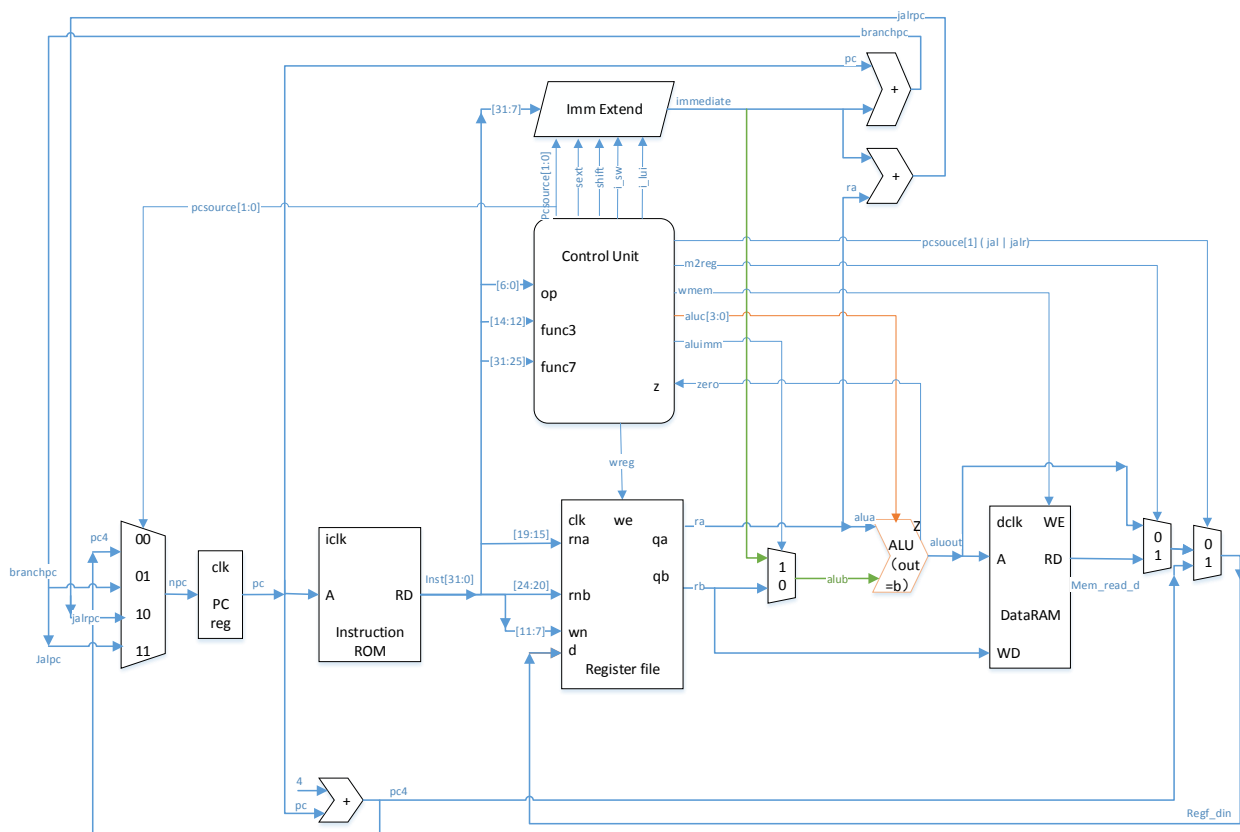 jalrpc
branchpc
pc
+
[31:7]
Imm Extend
immediate
+
ra
Pcsource[1:0]
sext
shift
i_sw
i_lui
pcsource[1:0]
Control Unit
pcsouce[1] ( jal | jalr)
m2reg
wmem
aluc[3:0]
aluimm
zero
[6:0]
op
[14:12]
func3
[31:25]
func7
z
wreg
pc4
00
branchpc
01
jalrpc
10
11
Jalpc
npc
clk
PC
reg
pc
iclk
A
RD
Instruction
ROM
Inst[31:0]
[19:15]
[24:20]
[11:7]
clk
we
rna
qa
qb
rnb
wn
d
Register file
ra
rb
1
0
alua
alub
Z
ALU
（out
=b）
aluout
dclk
WE
A
RD
DataRAM
WD
Mem_read_d
0
1
0
1
4
pc
+
pc4
Regf_din